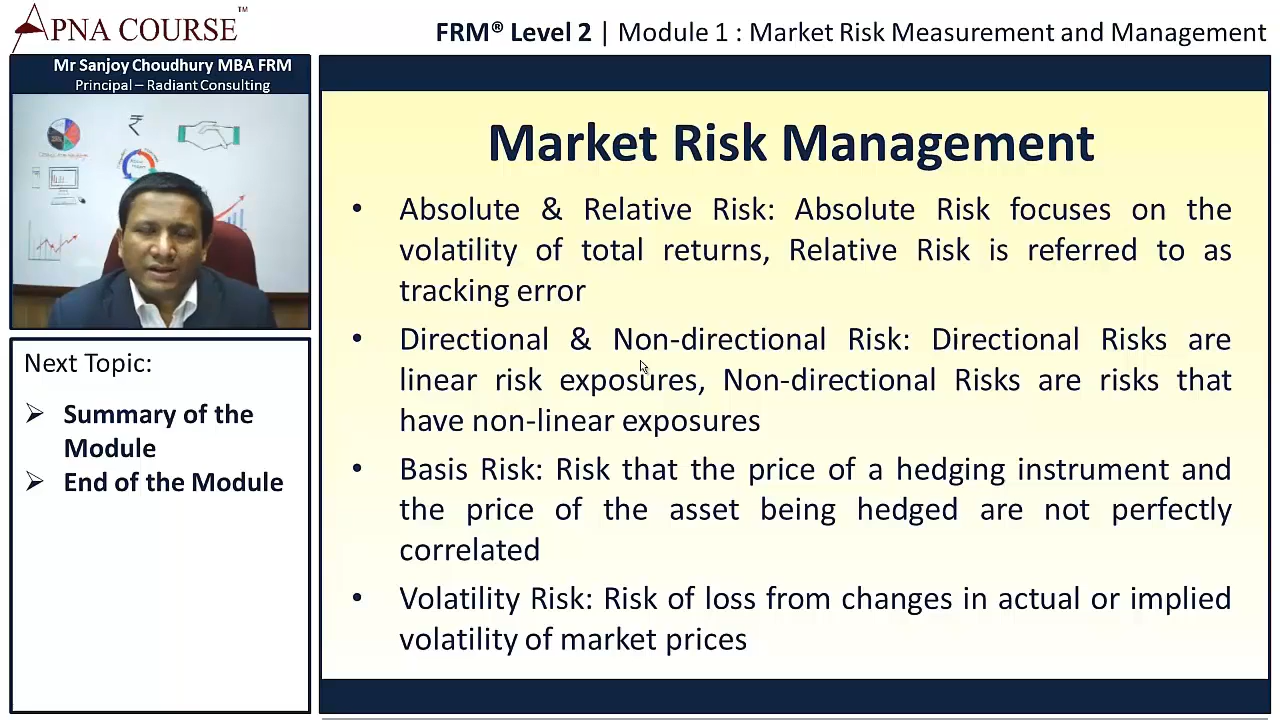 APNA COURSE™
FRM® Level 2 | Module 1 : Market Risk Measurement and Management
Mr Sanjoy Choudhury MBA FRM
Principal – Radiant Consulting
₹
Next Topic:
Summary of the
Module
End of the Module
Market Risk Management
• Absolute & Relative Risk: Absolute Risk focuses on the
volatility of total returns, Relative Risk is referred to as
tracking error
• Directional & Non-directional Risk: Directional Risks are
linear risk exposures, Non-directional Risks are risks that
have non-linear exposures
• Basis Risk: Risk that the price of a hedging instrument and
the price of the asset being hedged are not perfectly
correlated
• Volatility Risk: Risk of loss from changes in actual or implied
volatility of market prices